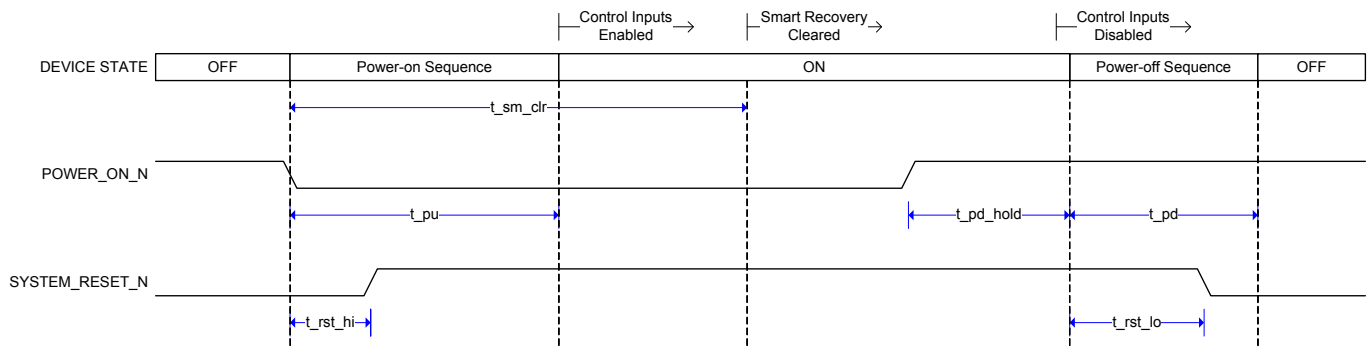 Control Inputs
Enabled
Smart Recovery
Cleared
Control Inputs
Disabled
DEVICE STATE OFF Power-on Sequence ON Power-off Sequence OFF
t_sm_clr
POWER_ON_N
t_pu t_pd_hold t_pd
SYSTEM_RESET_N
t_rst_hi t_rst_lo